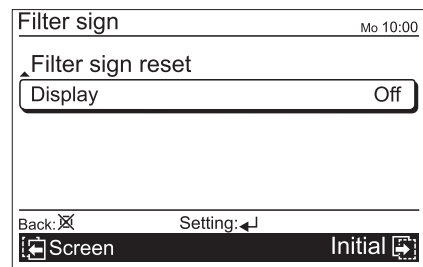 Filter sign Mo 10:00
Filter sign reset
Display Off
Back: Setting:
Screen Initial